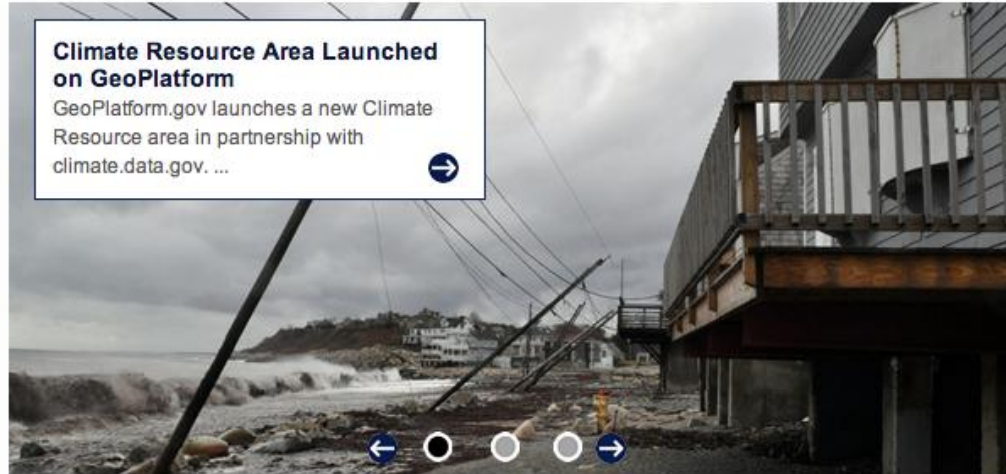 Climate Resource Area Launched
on GeoPlatform
GeoPlatform.gov launches a new Climate
Resource area in partnership with
climate.data.gov. ...